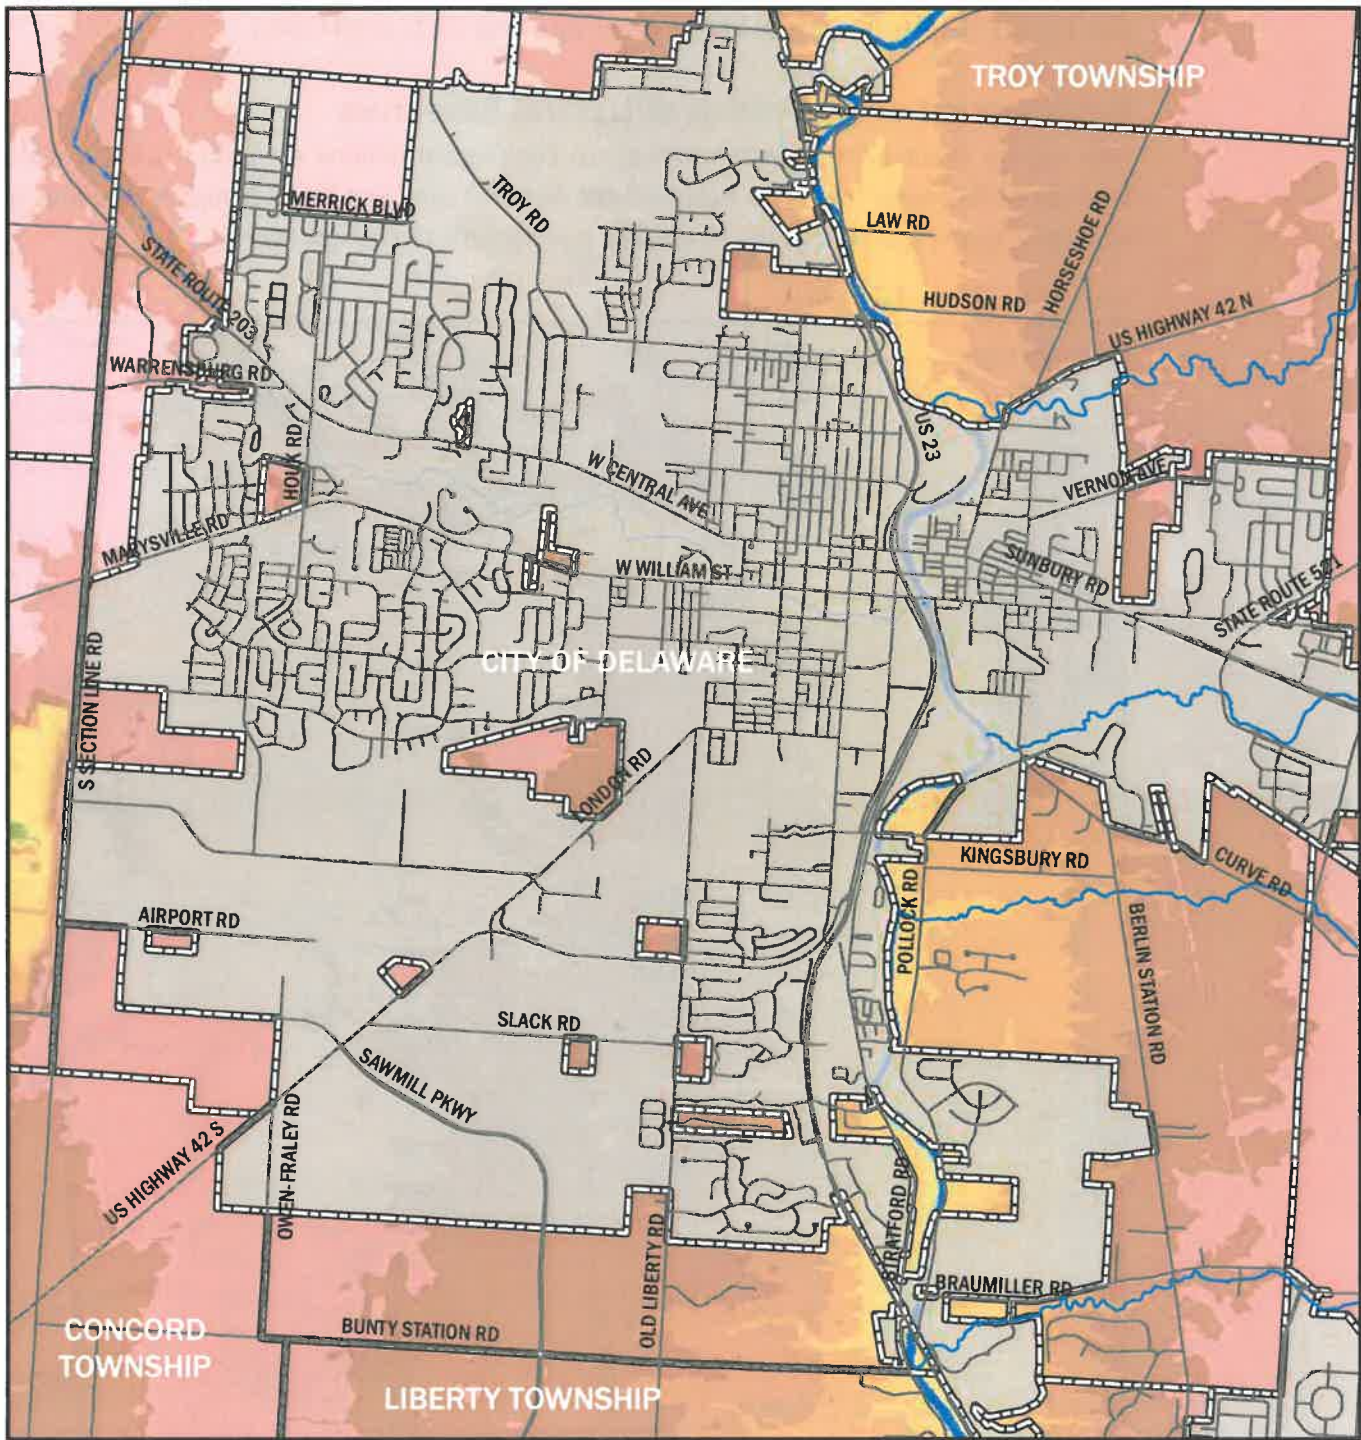 TROY TOWNSHIP
MERRICK BLVD
TROY RD
LAW RD
HORSESHOE RD
STATE ROUTE 203
HUDSON RD
US HIGHWAY 42 N
WARRENSBURG RD
HOUK RD
US 23
W CENTRAL AVE
VERNON AVE
MARYSVILLE RD
W WILLIAM ST
SUNBURY RD
STATE ROUTE 521
S SECTION LINE RD
CITY OF DELAWARE
LONDON RD
KINGSBURY RD
CURVE RD
POLLOCK RD
AIRPORT RD
BERLIN STATION RD
SLACK RD
SAWMILL PKWY
US HIGHWAY 42 S
OWEN-FRALEY RD
STRATFORD RD
OLD LIBERTY RD
BRAUMILLER RD
CONCORD
TOWNSHIP
BUNTY STATION RD
LIBERTY TOWNSHIP